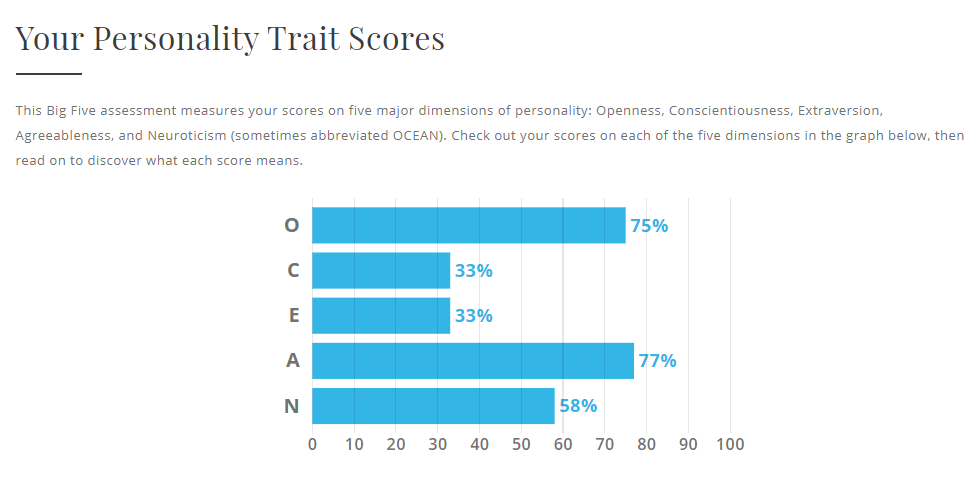 Your Personality Trait Scores
This Big Five assessment measures your scores on five major dimensions of personality: Openness, Conscientiousness, Extraversion,
Agreeableness, and Neuroticism (sometimes abbreviated OCEAN). Check out your scores on each of the five dimensions in the graph below, then
read on to discover what each score means.
O 75%
C 33%
E 33%
A 77%
N 58%
0 10 20 30 40 50 60 70 80 90 100